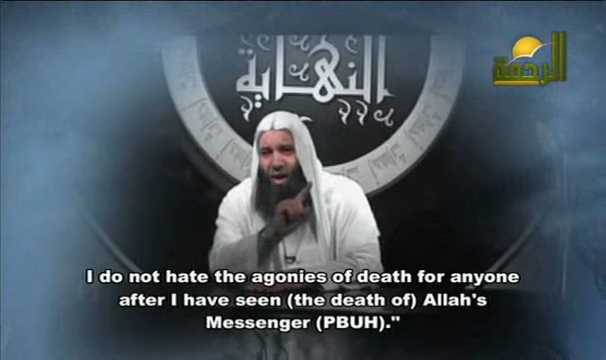 النهاية
الرحمة
I do not hate the agonies of death for anyone
after I have seen (the death of) Allah's
Messenger (PBUH)."